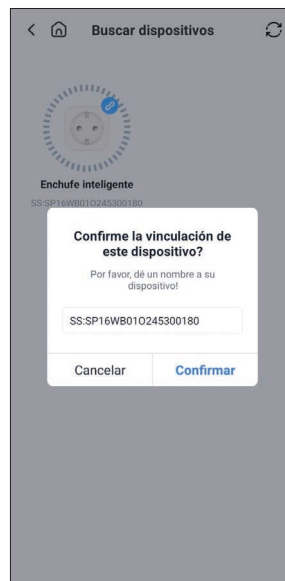 Buscar dispositivos
Enchufe inteligente
SS:SP16WB01O245300180
Confirme la vinculación de
este dispositivo?
Por favor, dé un nombre a su
dispositivo!
SS:SP16WB01O245300180
Cancelar
Confirmar